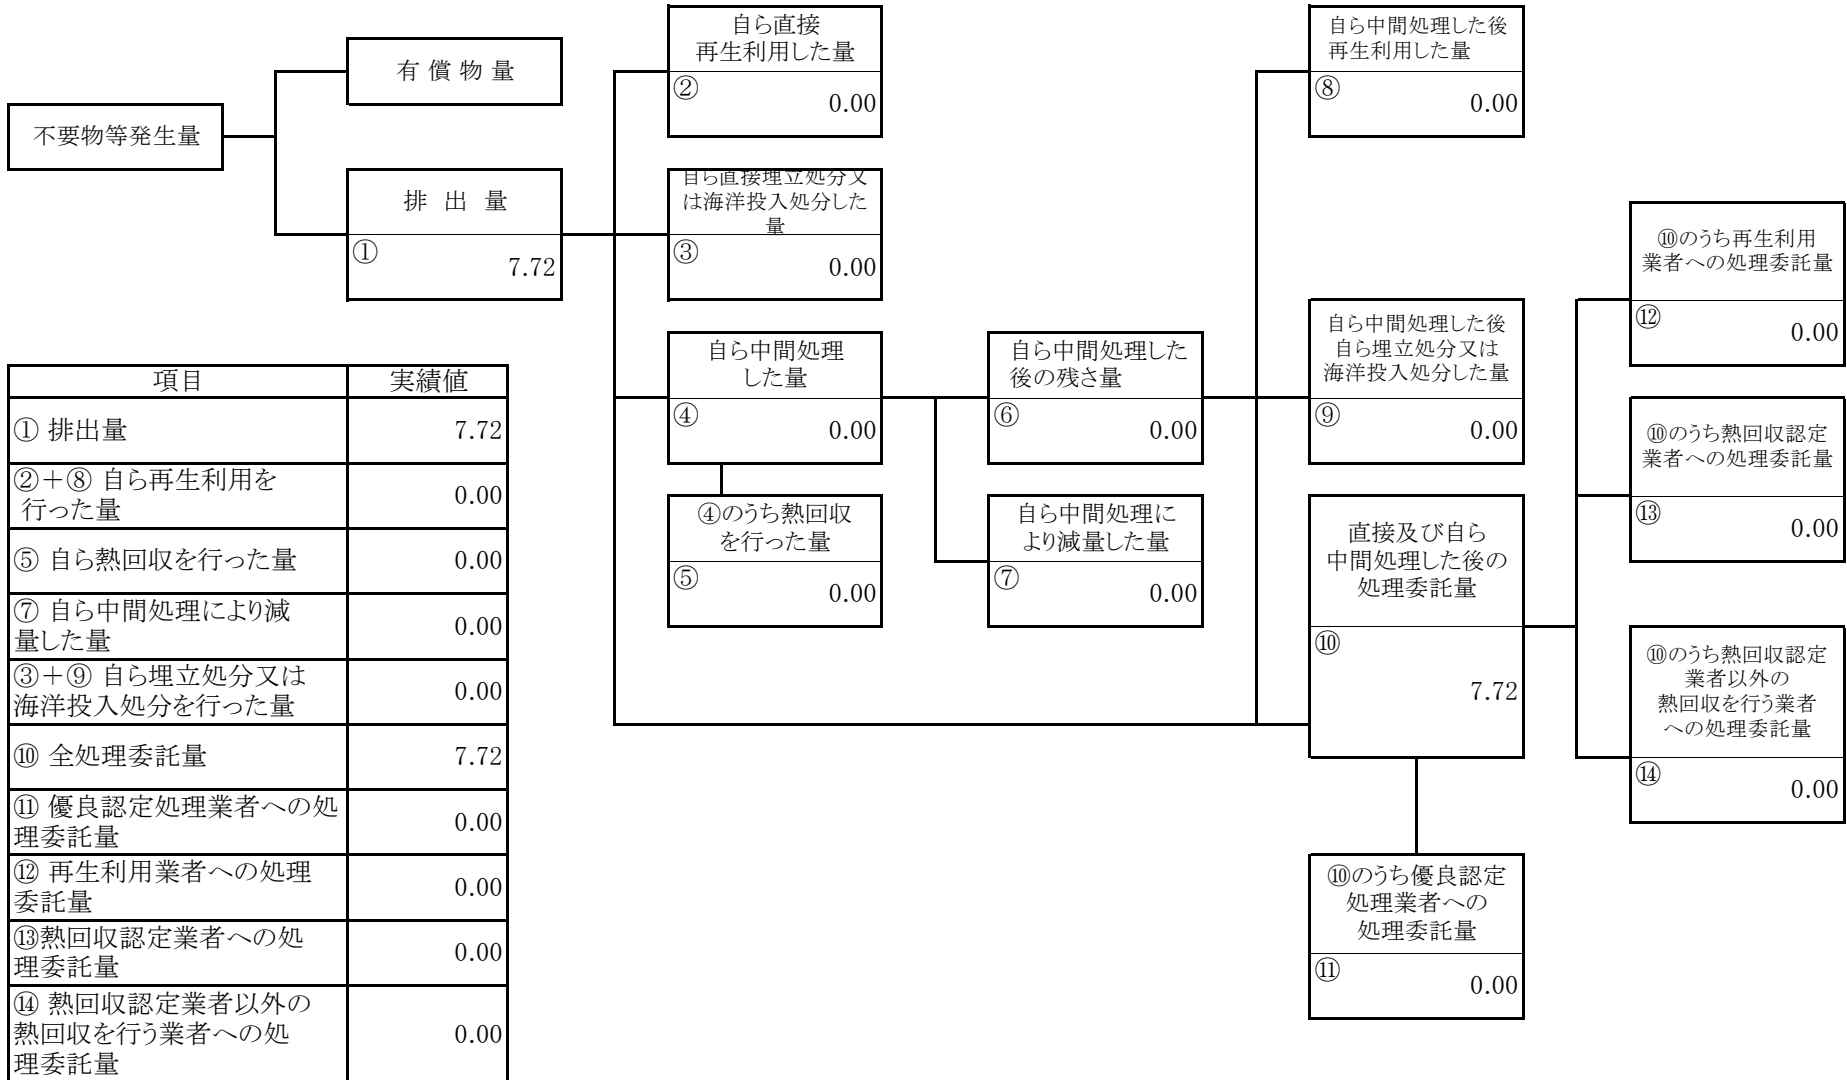 不要物等発生量
有 償 物 量
排 出 量
①
7.72
自ら直接
再生利用した量
②
0.00
自ら直接埋立処分又
は海洋投入処分した
量
③
0.00
自ら中間処理
した量
④
0.00
④のうち熱回収
を行った量
⑤
0.00
自ら中間処理した
後の残さ量
⑥
0.00
自ら中間処理に
より減量した量
⑦
0.00
自ら中間処理した後
再生利用した量
⑧
0.00
自ら中間処理した後
自ら埋立処分又は
海洋投入処分した量
⑨
0.00
直接及び自ら
中間処理した後の
処理委託量
⑩
7.72
⑩のうち優良認定
処理業者への
処理委託量
⑪
0.00
⑩のうち再生利用
業者への処理委託量
⑫
0.00
⑩のうち熱回収認定
業者への処理委託量
⑬
0.00
⑩のうち熱回収認定
業者以外の
熱回収を行う業者
への処理委託量
⑭
0.00
項目 実績値
① 排出量 7.72
②＋⑧ 自ら再生利用を
行った量 0.00
⑤ 自ら熱回収を行った量 0.00
⑦ 自ら中間処理により減
量した量 0.00
③＋⑨ 自ら埋立処分又は
海洋投入処分を行った量 0.00
⑩ 全処理委託量 7.72
⑪ 優良認定処理業者への処
理委託量 0.00
⑫ 再生利用業者への処理
委託量 0.00
⑬熱回収認定業者への処
理委託量 0.00
⑭ 熱回収認定業者以外の
熱回収を行う業者への処
理委託量 0.00